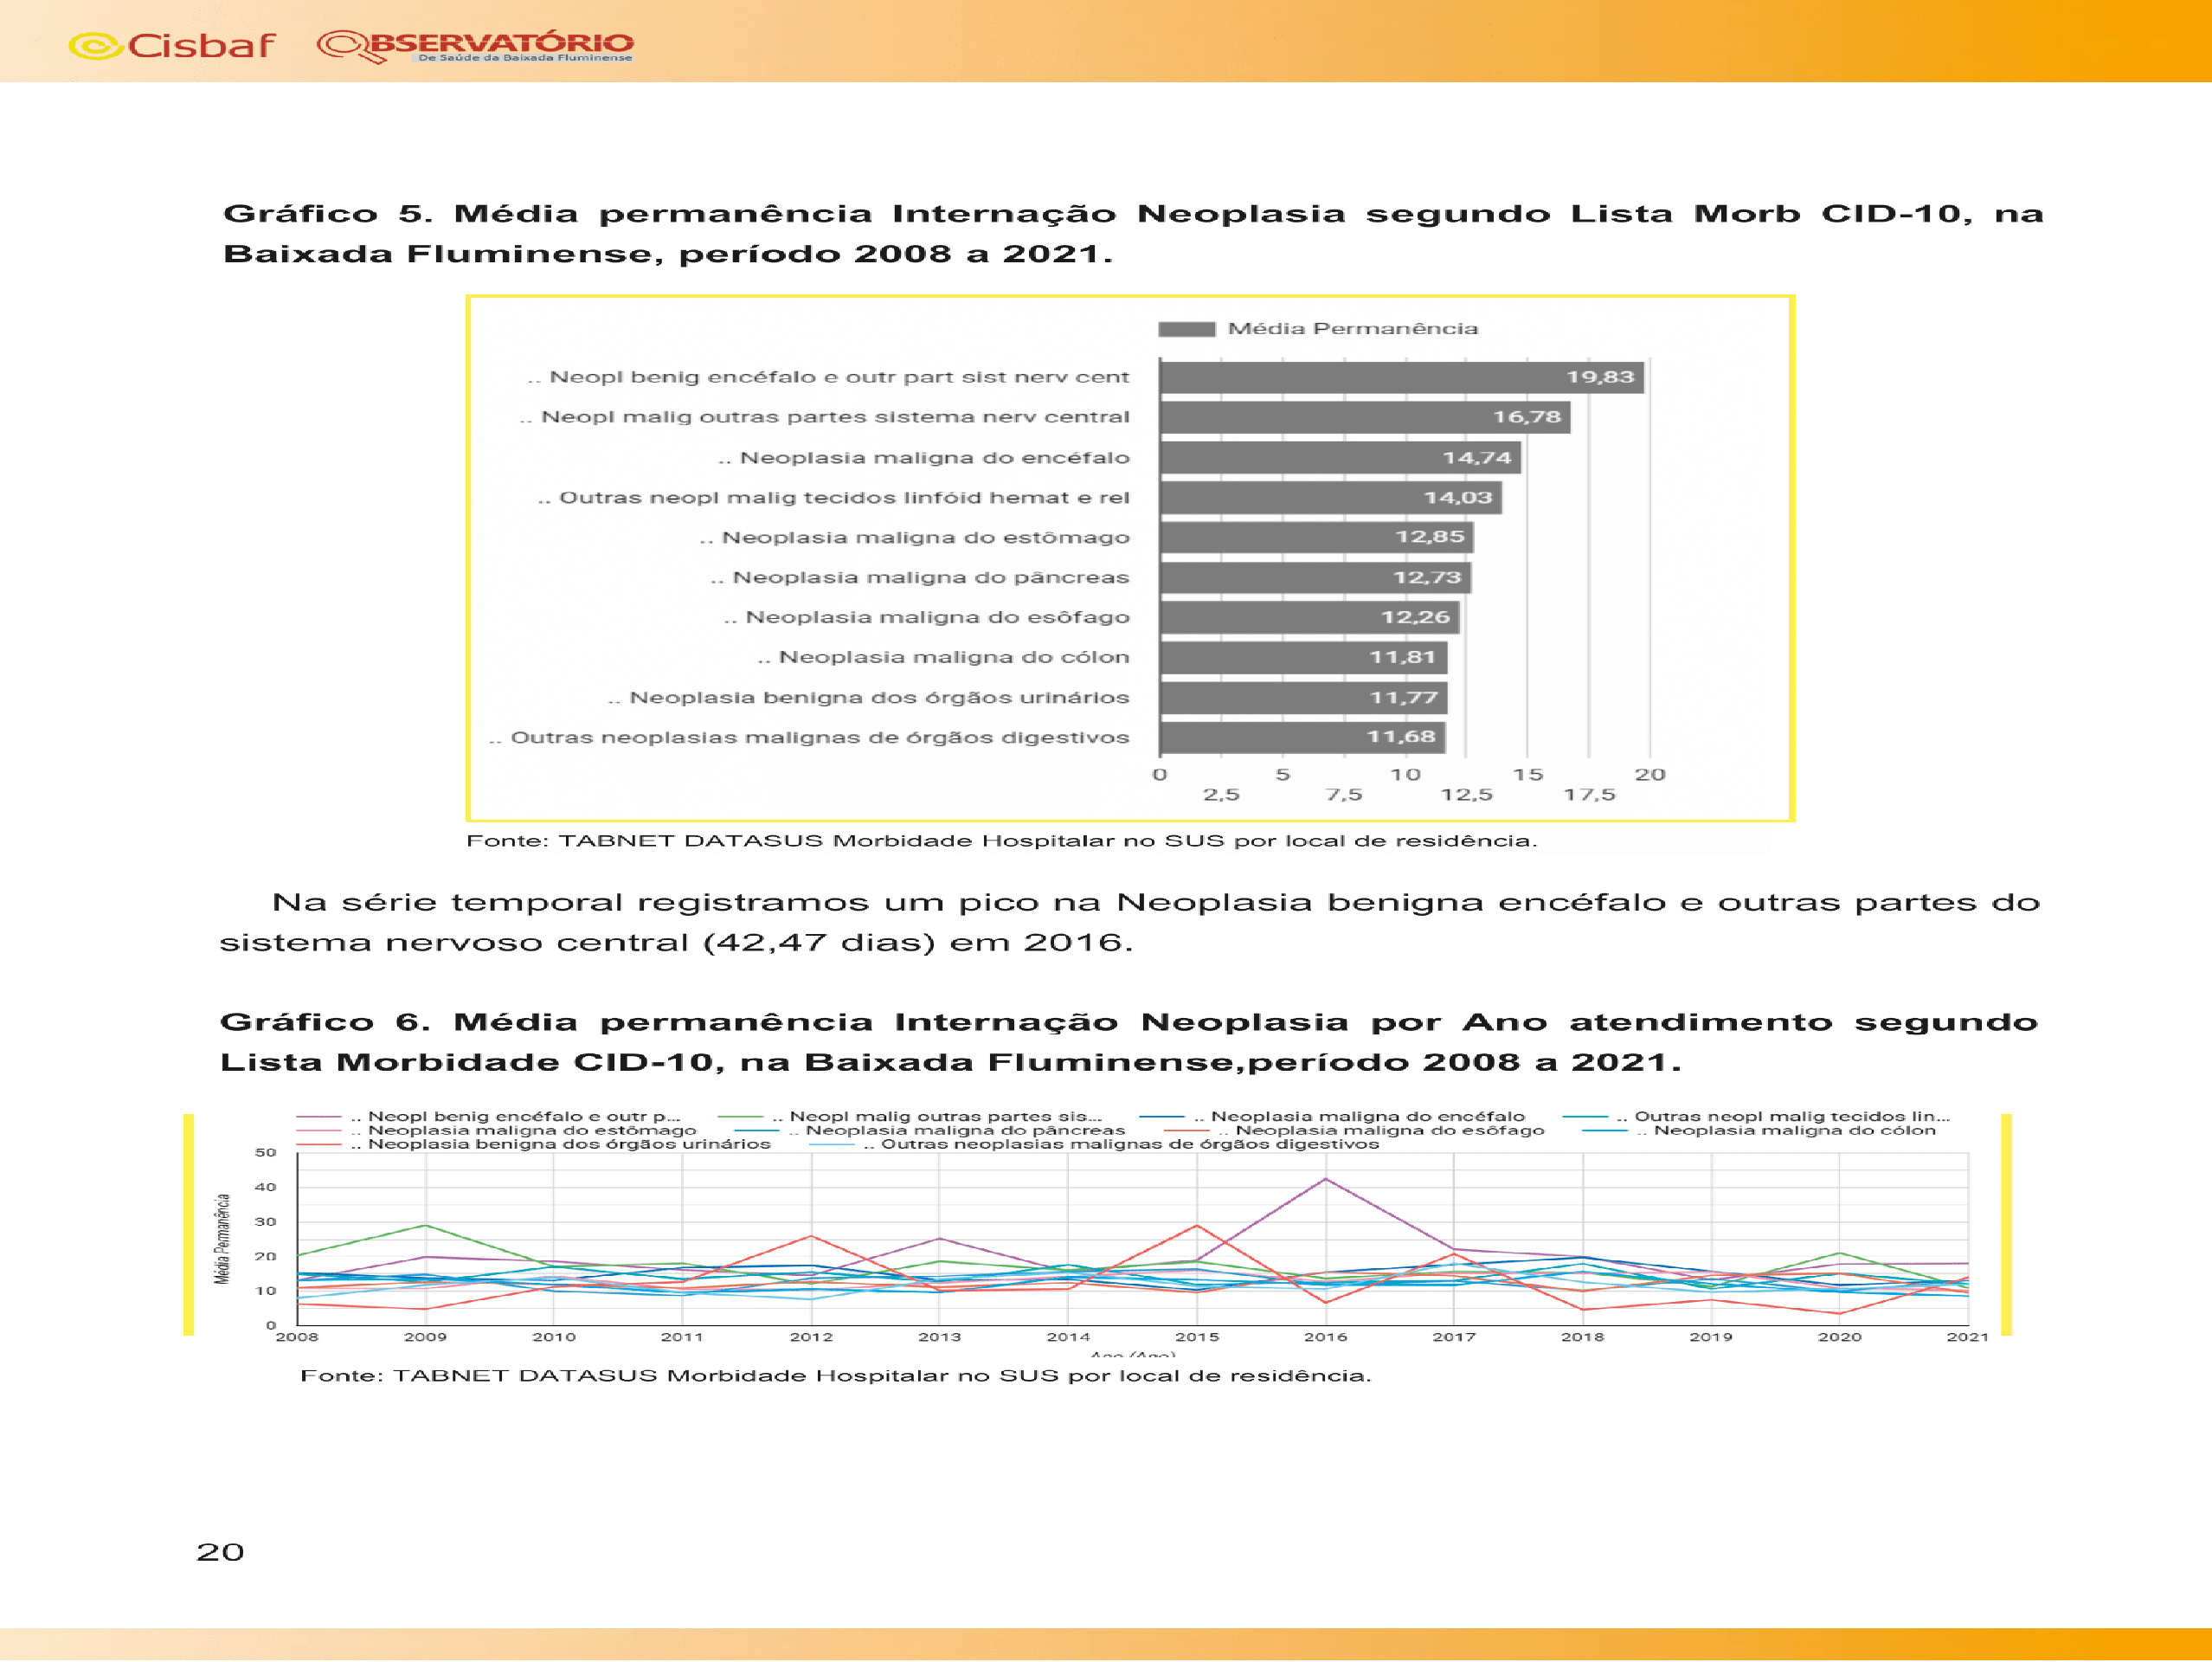 Cisbaf OBSERVATÓRIO
De Saúde da Baixada Fluminense
Gráfico 5. Média permanência Internação Neoplasia segundo Lista Morb CID-10, na
Baixada Fluminense, período 2008 a 2021.
Média Permanência
.. Neopl benig encéfalo e outr part sist nerv cent 19,83
.. Neopl malig outras partes sistema nerv central 16,78
.. Neoplasia maligna do encéfalo 14,74
.. Outras neopl malig tecidos linfóid hemat e rel 14,03
.. Neoplasia maligna do estômago 12,85
.. Neoplasia maligna do pâncreas 12,73
.. Neoplasia maligna do esôfago 12,26
.. Neoplasia maligna do cólon 11,81
.. Neoplasia benigna dos órgãos urinários 11,77
.. Outras neoplasias malignas de órgãos digestivos 11,68
0 5 10 15 20
2,5 7,5 12,5 17,5
Fonte: TABNET DATASUS Morbidade Hospitalar no SUS por local de residência.
Na série temporal registramos um pico na Neoplasia benigna encéfalo e outras partes do
sistema nervoso central (42,47 dias) em 2016.
Gráfico 6. Média permanência Internação Neoplasia por Ano atendimento segundo
Lista Morbidade CID-10, na Baixada Fluminense,período 2008 a 2021.
.. Neopl benig encéfalo e outr p... .. Neopl malig outras partes sis... .. Neoplasia maligna do encéfalo .. Outras neopl malig tecidos lin...
.. Neoplasia maligna do estômago .. Neoplasia maligna do pâncreas .. Neoplasia maligna do esôfago .. Neoplasia maligna do cólon
.. Neoplasia benigna dos órgãos urinários .. Outras neoplasias malignas de órgãos digestivos
Média Permanência
50
40
30
20
10
0
2008 2009 2010 2011 2012 2013 2014 2015 2016 2017 2018 2019 2020 2021
Ano (Ano)
Fonte: TABNET DATASUS Morbidade Hospitalar no SUS por local de residência.
20